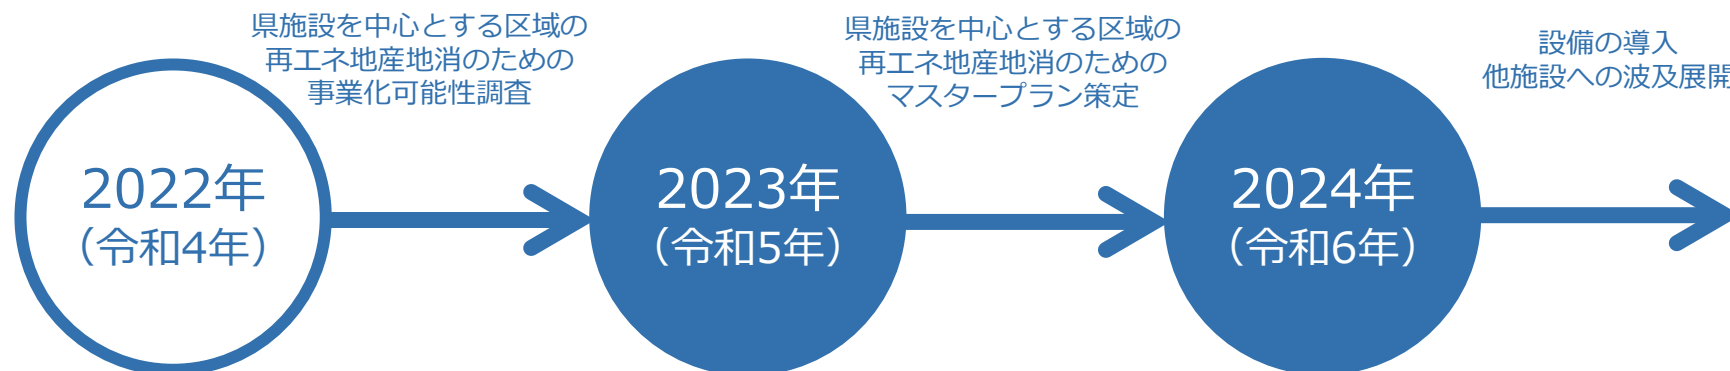 県施設を中心とする区域の
再エネ地産地消のための
事業化可能性調査
県施設を中心とする区域の
再エネ地産地消のための
マスタープラン策定
設備の導入
他施設への波及展開
2022年
（令和4年）
2023年
（令和5年）
2024年
（令和6年）